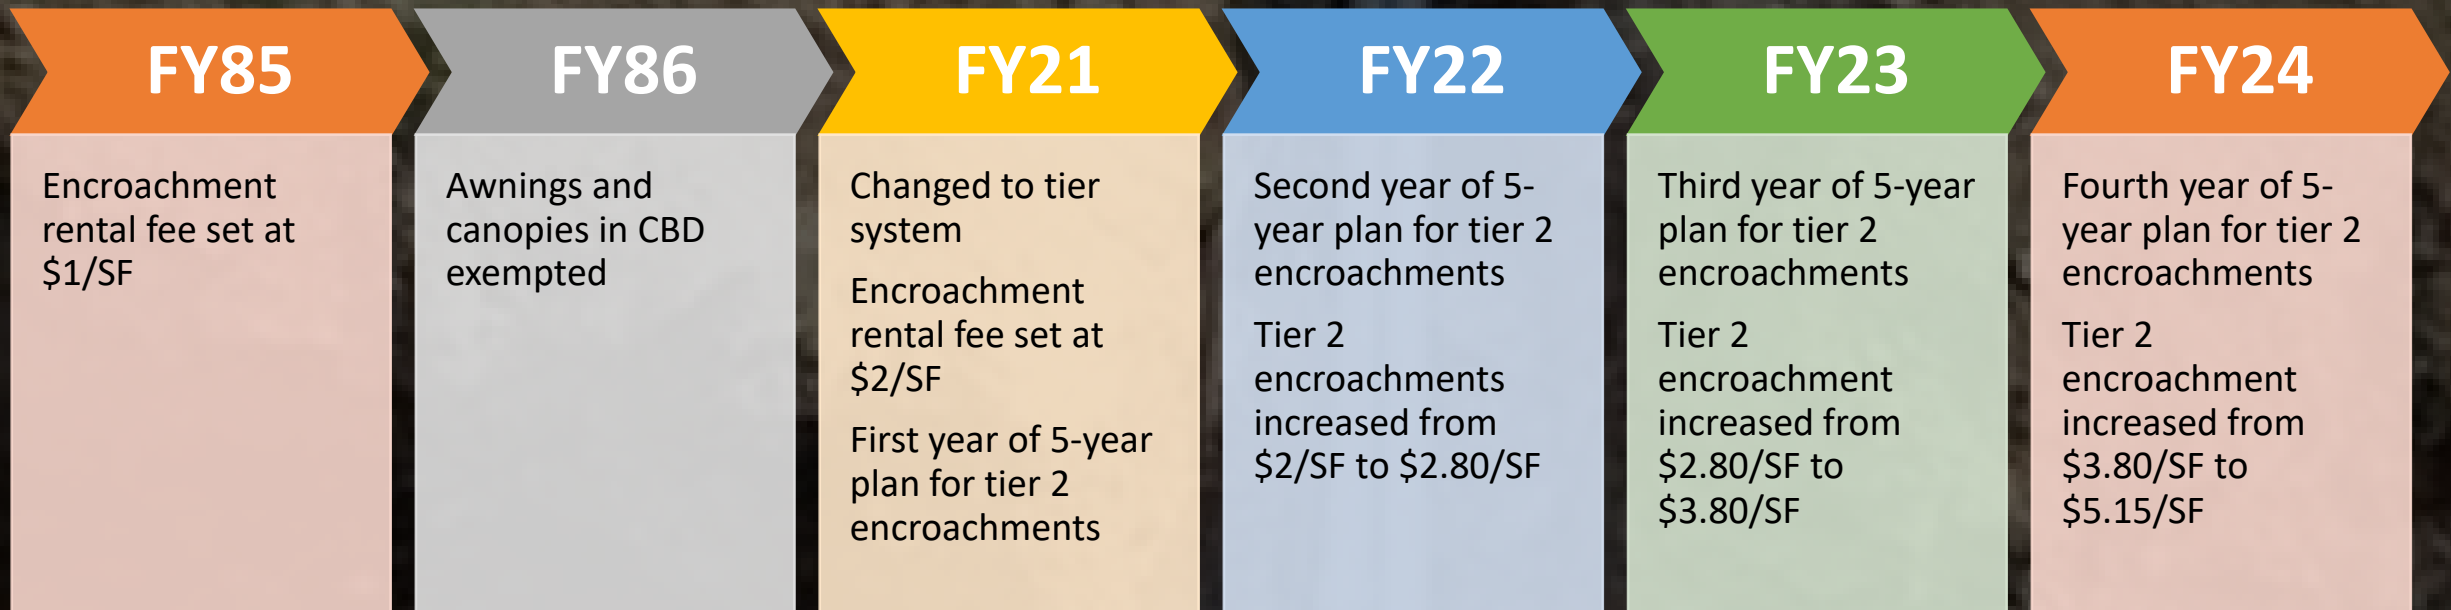 FY85
Encroachment
rental fee set at
$1/SF
FY86
Awnings and
canopies in CBD
exempted
FY21
Changed to tier
system
Encroachment
rental fee set at
$2/SF
First year of 5-year
plan for tier 2
encroachments
FY22
Second year of 5-
year plan for tier 2
encroachments
Tier 2
encroachments
increased from
$2/SF to $2.80/SF
FY23
Third year of 5-year
plan for tier 2
encroachments
Tier 2
encroachment
increased from
$2.80/SF to
$3.80/SF
FY24
Fourth year of 5-
year plan for tier 2
encroachments
Tier 2
encroachment
increased from
$3.80/SF to
$5.15/SF